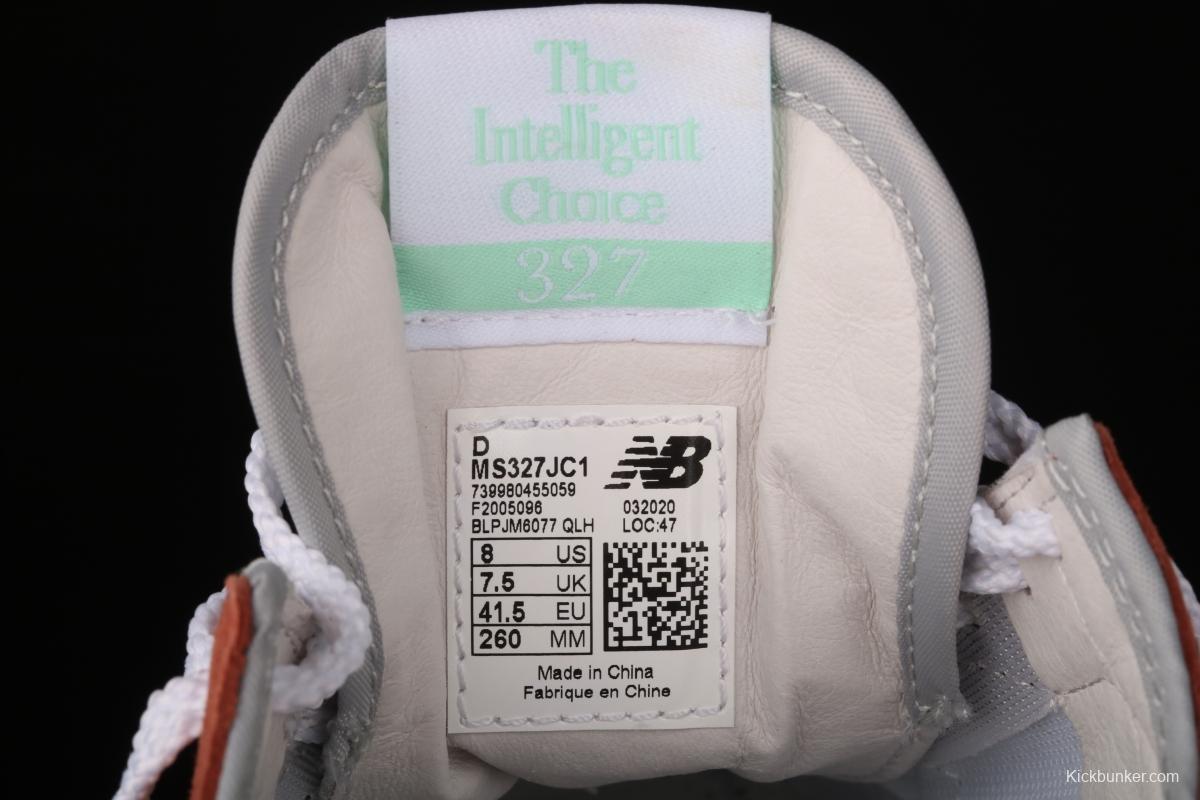 The
Intelligent
Choice
327
D
MS327JC1
NB
739980455059
F2005096
032020
BLPJM6077 QLH
LOC:47
8 US
7.5 UK
41.5 EU
260 MM
Made in China
Fabrique en Chine
Kickbunker.com